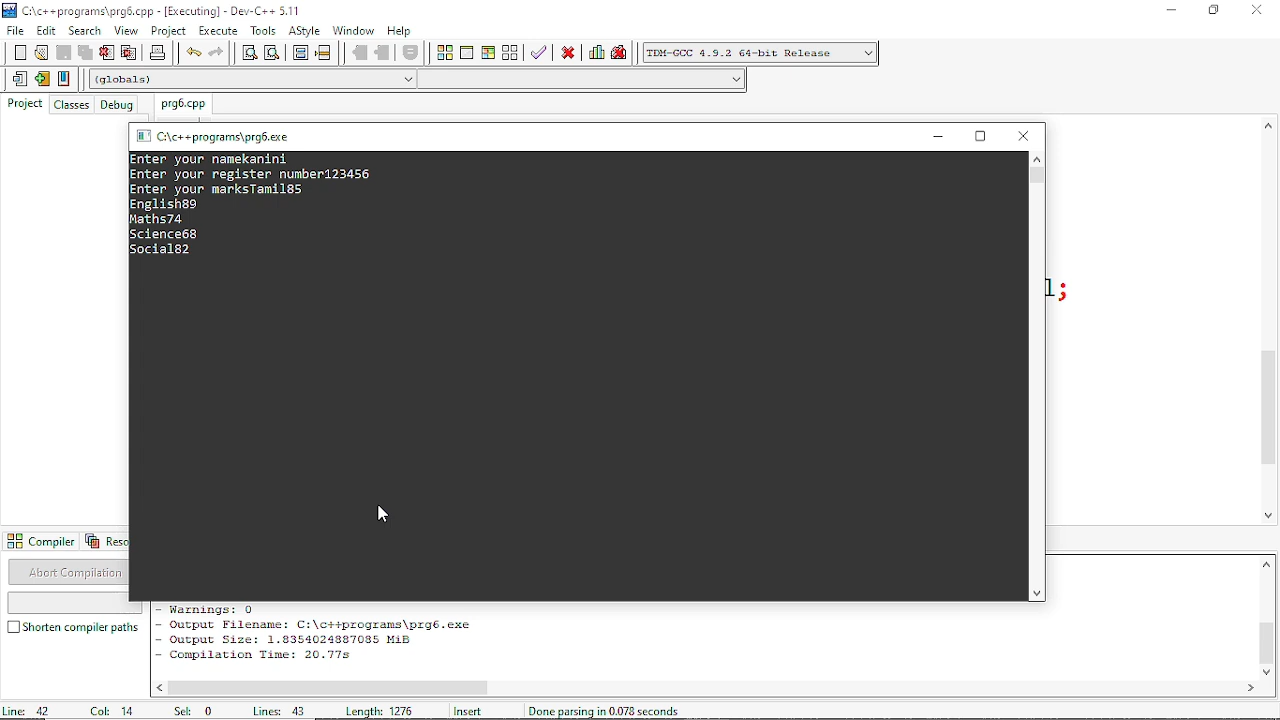 C:\c++programs\prg6.cpp - [Executing] - Dev-C++ 5.11
File Edit Search View Project Execute Tools AStyle Window Help
TDM-GCC 4.9.2 64-bit Release
(globals)
Project Classes Debug prg6.cpp
C:\c++programs\prg6.exe
Enter your namekanini
Enter your register number123456
Enter your marksTamil85
English89
Maths74
Science68
Social82
l;
Compiler Reso
Abort Compilation
Shorten compiler paths
- Warnings: 0
- Output Filename: C:\c++programs\prg6.exe
- Output Size: 1.8354024887085 MiB
- Compilation Time: 20.77s
Line: 42 Col: 14 Sel: 0 Lines: 43 Length: 1276 Insert Done parsing in 0.078 seconds